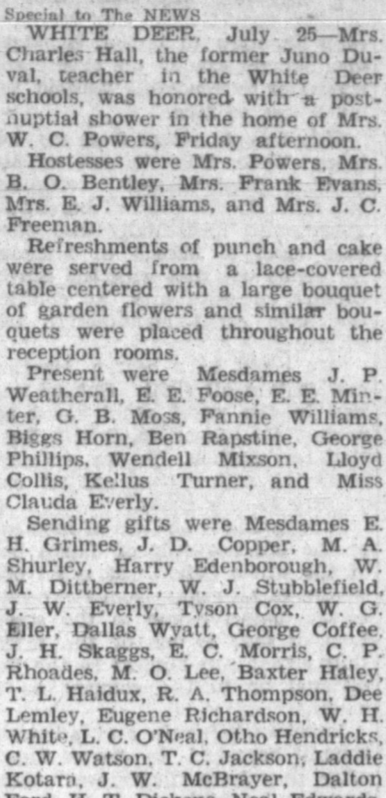 Special to The NEWS
WHITE DEER, July 25—Mrs.
Charles Hall, the former Juno Du-
val, teacher in the White Deer
schools, was honored with a post-
nuptial shower in the home of Mrs.
W. C. Powers, Friday afternoon.
Hostesses were Mrs. Powers, Mrs.
B. O. Bentley, Mrs. Frank Evans,
Mrs. E. J. Williams, and Mrs. J. C.
Freeman.
Refreshments of punch and cake
were served from a lace-covered
table centered with a large bouquet
of garden flowers and similar bou-
quets were placed throughout the
reception rooms.
Present were Mesdames J. P.
Weatherall, E. E. Foose, E. E. Min-
ter, G. B. Moss, Fannie Williams,
Biggs Horn, Ben Rapstine, George
Phillips, Wendell Mixson, Lloyd
Collis, Kellus Turner, and Miss
Clauda Everly.
Sending gifts were Mesdames E.
H. Grimes, J. D. Copper, M. A.
Shurley, Harry Edenborough, W.
M. Dittberner, W. J. Stubblefield,
J. W. Everly, Tyson Cox, W. G.
Eller, Dallas Wyatt, George Coffee,
J. H. Skaggs, E. C. Morris, C. P.
Rhoades, M. O. Lee, Baxter Haley,
T. L. Haidux, R. A. Thompson, Dee
Lemley, Eugene Richardson, W. H.
White, L. C. O'Neal, Otho Hendricks,
C. W. Watson, T. C. Jackson, Laddie
Kotara, J. W. McBrayer, Dalton